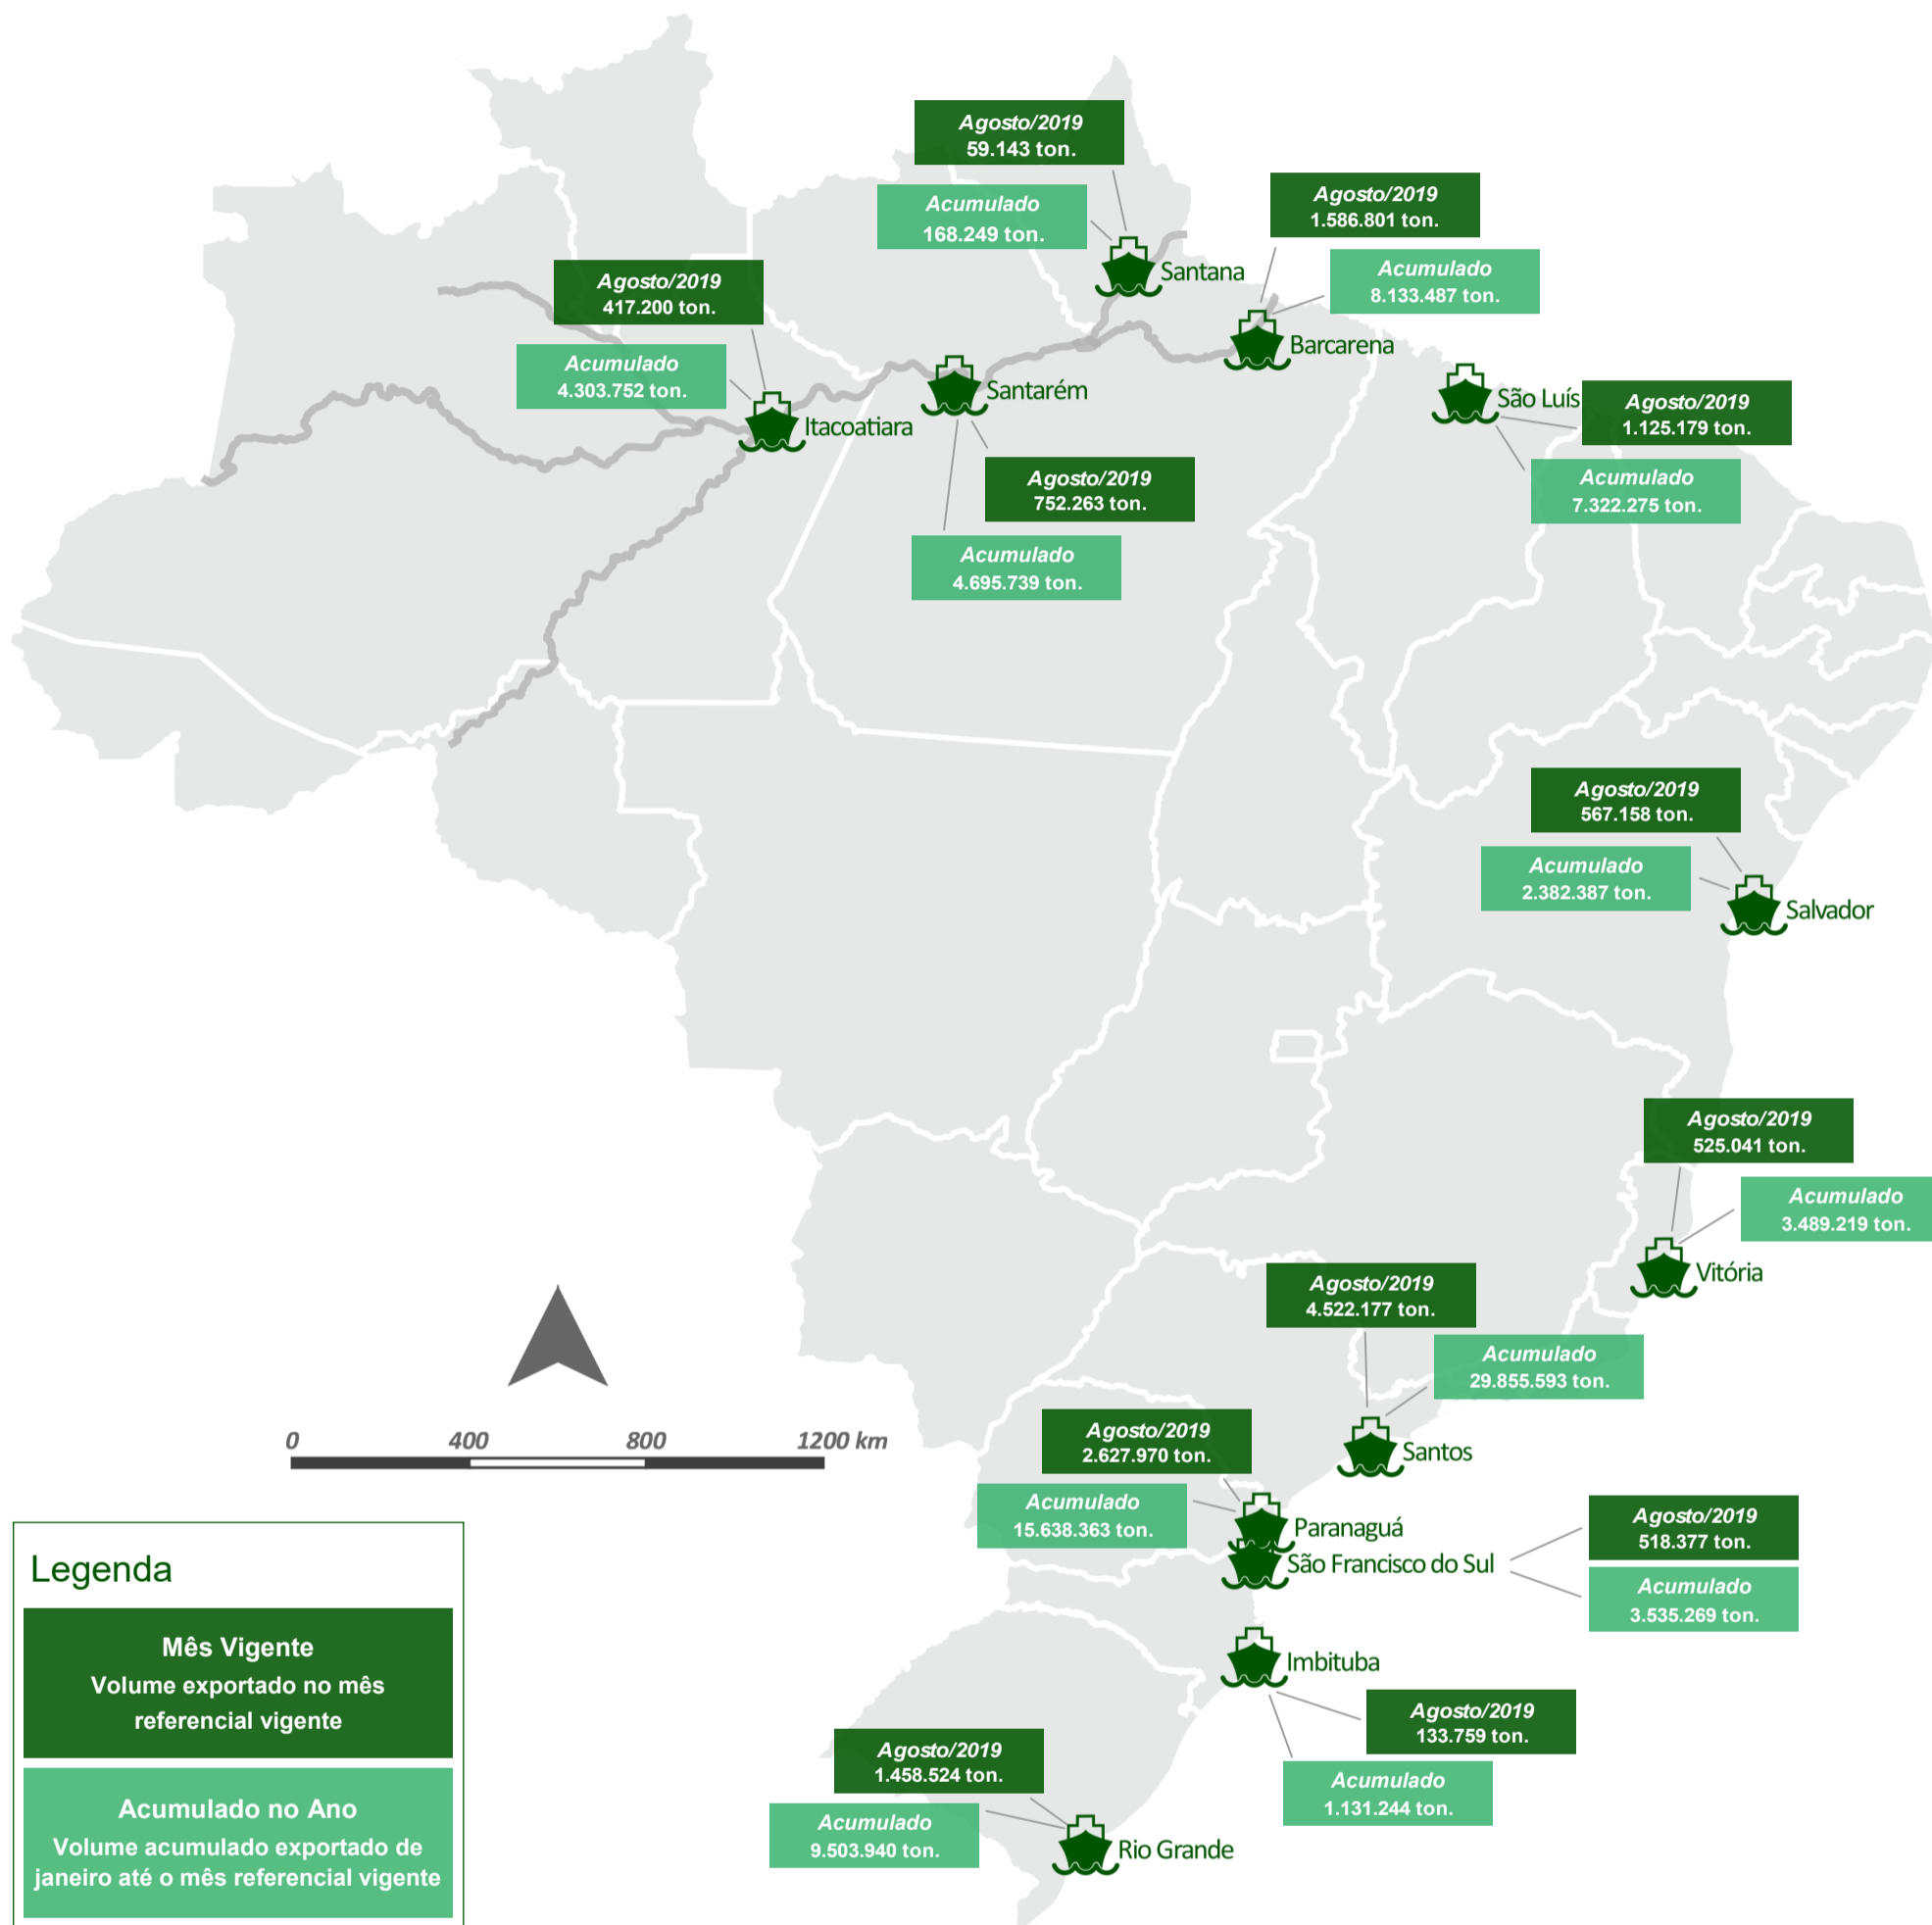 Agosto/2019
59.143 ton.
Acumulado
168.249 ton.
Santana
Agosto/2019
1.586.801 ton.
Acumulado
8.133.487 ton.
Barcarena
Agosto/2019
417.200 ton.
Acumulado
4.303.752 ton.
Itacoatiara
Santarém
Agosto/2019
752.263 ton.
Acumulado
4.695.739 ton.
São Luís
Agosto/2019
1.125.179 ton.
Acumulado
7.322.275 ton.
Agosto/2019
567.158 ton.
Acumulado
2.382.387 ton.
Salvador
Agosto/2019
525.041 ton.
Acumulado
3.489.219 ton.
Vitória
Agosto/2019
4.522.177 ton.
Acumulado
29.855.593 ton.
Santos
Agosto/2019
2.627.970 ton.
Acumulado
15.638.363 ton.
Paranaguá
São Francisco do Sul
Agosto/2019
518.377 ton.
Acumulado
3.535.269 ton.
Imbituba
Agosto/2019
133.759 ton.
Acumulado
1.131.244 ton.
Agosto/2019
1.458.524 ton.
Acumulado
9.503.940 ton.
Rio Grande
0 400 800 1200 km
Legenda
Mês Vigente
Volume exportado no mês
referencial vigente
Acumulado no Ano
Volume acumulado exportado de
janeiro até o mês referencial vigente